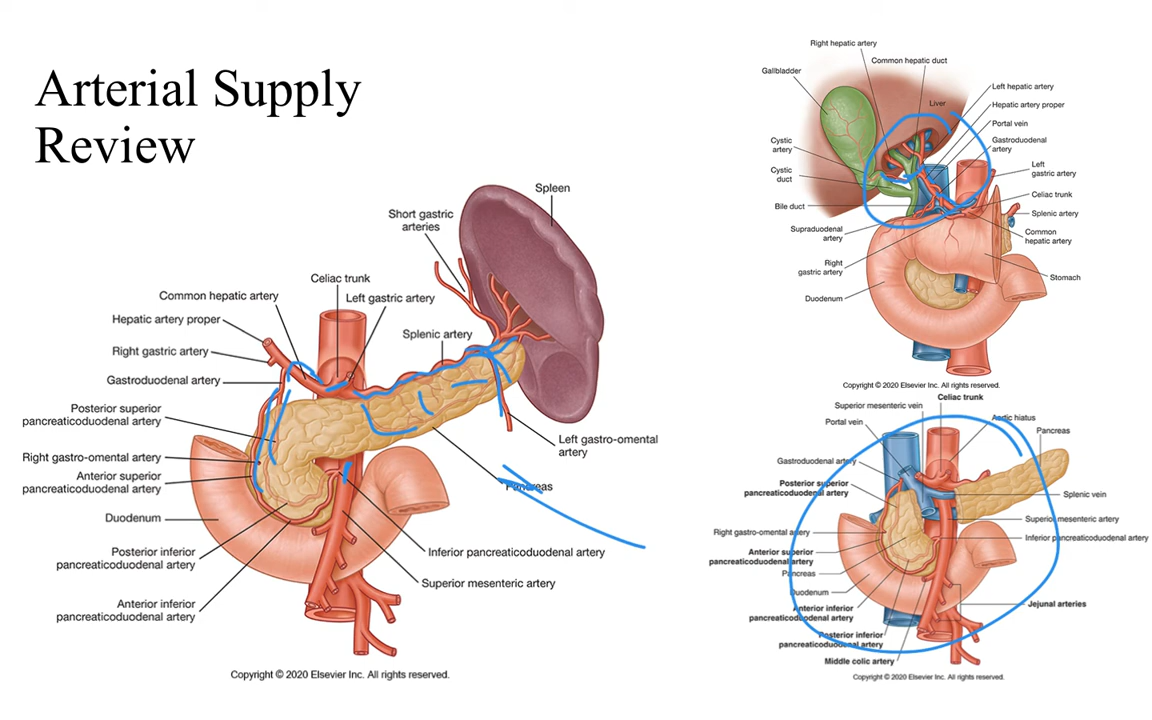 Arterial Supply
Review
Spleen
Short gastric
arteries
Celiac trunk
Common hepatic artery
Left gastric artery
Hepatic artery proper
Splenic artery
Right gastric artery
Gastroduodenal artery
Posterior superior
pancreaticoduodenal artery
Left gastro-omental
artery
Right gastro-omental artery
Anterior superior
pancreaticoduodenal artery
Pancreas
Duodenum
Inferior pancreaticoduodenal artery
Posterior inferior
pancreaticoduodenal artery
Superior mesenteric artery
Anterior inferior
pancreaticoduodenal artery
Copyright © 2020 Elsevier Inc. All rights reserved.
Right hepatic artery
Common hepatic duct
Gallbladder
Left hepatic artery
Liver
Hepatic artery proper
Portal vein
Gastroduodenal
artery
Cystic
artery
Left
gastric artery
Cystic
duct
Celiac trunk
Bile duct
Splenic artery
Supraduodenal
artery
Common
hepatic artery
Right
gastric artery
Stomach
Duodenum
Copyright © 2020 Elsevier Inc. All rights reserved.
Celiac trunk
Superior mesenteric vein
Aortic hiatus
Portal vein
Pancreas
Gastroduodenal artery
Posterior superior
pancreaticoduodenal artery
Splenic vein
Superior mesenteric artery
Right gastro-omental artery
Inferior pancreaticoduodenal artery
Anterior superior
pancreaticoduodenal artery
Pancreas
Duodenum
Jejunal arteries
Anterior inferior
pancreaticoduodenal artery
Posterior inferior
pancreaticoduodenal artery
Middle colic artery
Copyright © 2020 Elsevier Inc. All rights reserved.